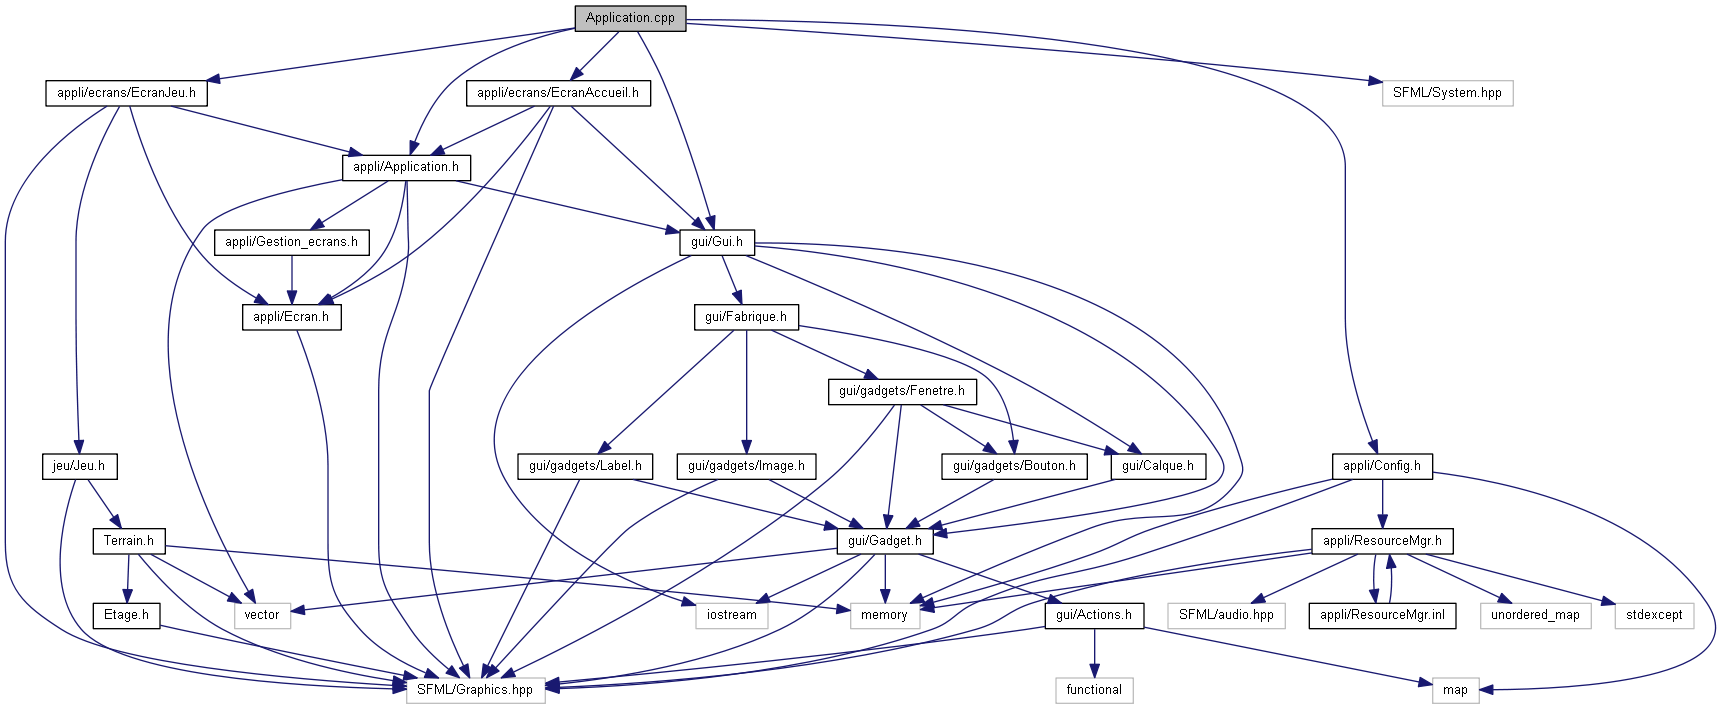 Application.cpp
appli/ecrans/EcranJeu.h
appli/ecrans/EcranAccueil.h
SFML/System.hpp
appli/Application.h
appli/Gestion_ecrans.h
gui/Gui.h
appli/Ecran.h
gui/Fabrique.h
gui/gadgets/Fenetre.h
jeu/Jeu.h
gui/gadgets/Label.h
gui/gadgets/Image.h
gui/gadgets/Bouton.h
gui/Calque.h
appli/Config.h
Terrain.h
gui/Gadget.h
appli/ResourceMgr.h
Etage.h
vector
iostream
memory
gui/Actions.h
SFML/audio.hpp
appli/ResourceMgr.inl
unordered_map
stdexcept
SFML/Graphics.hpp
functional
map